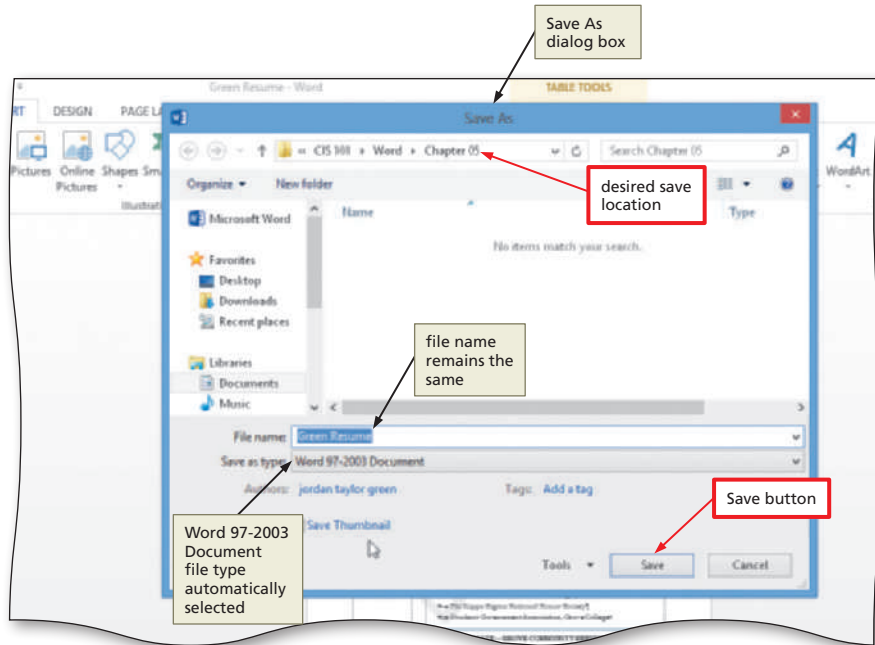 Save As
dialog box
Green Resume - Word
TABLE TOOLS
RT DESIGN PAGE LA
Save As
« CIS 101 ▸ Word ▸ Chapter 05
Search Chapter 05
Pictures Online Shapes Sm
Pictures
WordArt
Illustrati
Organize New folder
desired save
location
Microsoft Word
Name
Type
No items match your search.
Favorites
Desktop
Downloads
Recent places
file name
remains the
same
Libraries
Documents
Music
File name: Green Resume
Save as type: Word 97-2003 Document
Authors: jordan taylor green
Tags: Add a tag
Save button
Save Thumbnail
Word 97-2003
Document
file type
automatically
selected
Tools Save Cancel